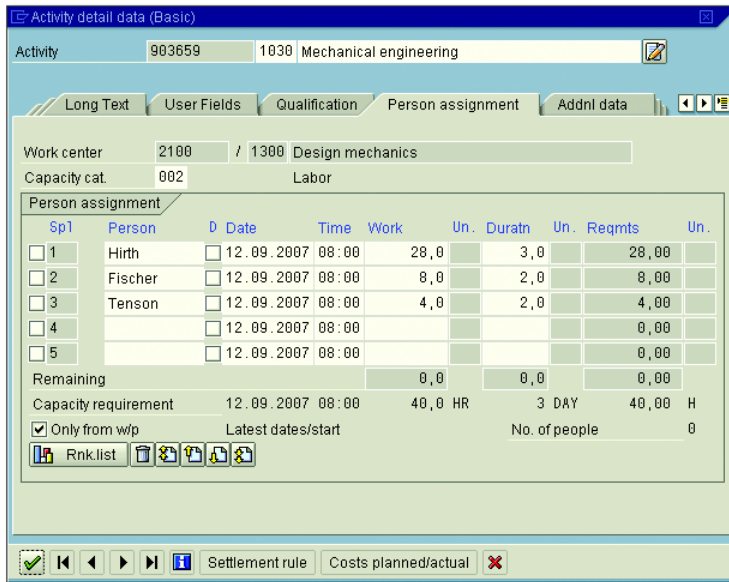 Activity detail data (Basic)
Activity 903659 1030 Mechanical engineering
Long Text User Fields Qualification Person assignment Addnl data
Work center 2100 / 1300 Design mechanics
Capacity cat. 002 Labor
Person assignment
Spl Person D Date Time Work Un. Duratn Un. Reqmts Un.
1 Hirth 12.09.2007 08:00 28,0 3,0 28,00
2 Fischer 12.09.2007 08:00 8,0 2,0 8,00
3 Tenson 12.09.2007 08:00 4,0 2,0 4,00
4 12.09.2007 08:00 0,00
5 12.09.2007 08:00 0,00
Remaining 0,0 0,0 0,00
Capacity requirement 12.09.2007 08:00 40,0 HR 3 DAY 40,00 H
Only from w/p Latest dates/start No. of people 0
Rnk.list
Settlement rule Costs planned/actual